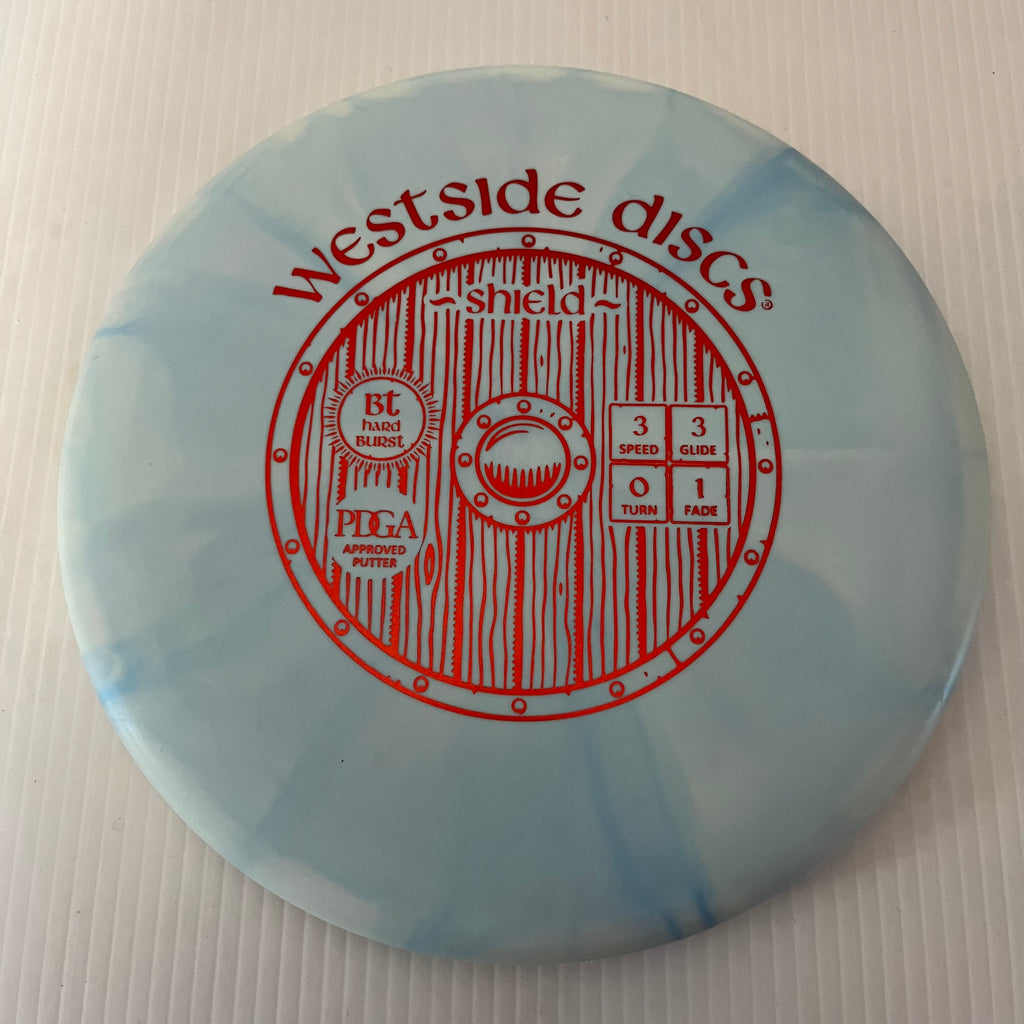 westside discs®
~shield~
Bt
hard
BURST
PDGA
APPROVED
PUTTER
3 3
SPEED GLIDE
0 1
TURN FADE